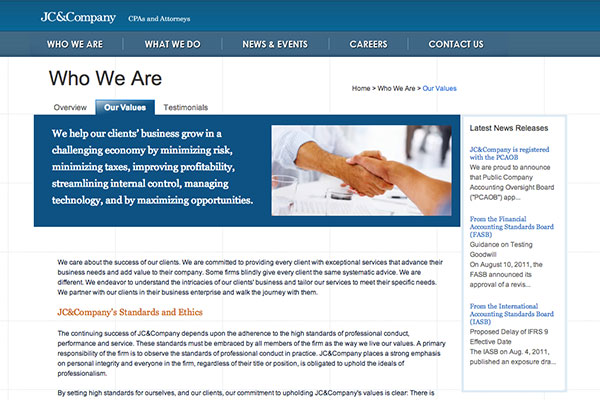 JC&Company CPAs and Attorneys
WHO WE ARE WHAT WE DO NEWS & EVENTS CAREERS CONTACT US
Who We Are
Home > Who We Are > Our Values
Overview Our Values Testimonials
We help our clients' business grow in a
challenging economy by minimizing risk,
minimizing taxes, improving profitability,
streamlining internal control, managing
technology, and by maximizing opportunities.
We care about the success of our clients. We are committed to providing every client with exceptional services that advance their
business needs and add value to their company. Some firms blindly give every client the same systematic advice. We are
different. We endeavor to understand the intricacies of our clients' business and tailor our services to meet their specific needs.
We partner with our clients in their business enterprise and walk the journey with them.
JC&Company's Standards and Ethics
The continuing success of JC&Company depends upon the adherence to the high standards of professional conduct,
performance and service. These standards must be embraced by all members of the firm as the way we live our values. A primary
responsibility of the firm is to observe the standards of professional conduct in practice. JC&Company places a strong emphasis
on personal integrity and everyone in the firm, regardless of their title or position, is obligated to uphold the ideals of
professionalism.
By setting high standards for ourselves, and our clients, our commitment to upholding JC&Company's values is clear: There is
Latest News Releases
JC&Company is registered
with the PCAOB
We are proud to announce
that Public Company
Accounting Oversight Board
("PCAOB") app...
From the Financial
Accounting Standards Board
(FASB)
Guidance on Testing
Goodwill
On August 10, 2011, the
FASB announced its
approval of a revis...
From the International
Accounting Standards Board
(IASB)
Proposed Delay of IFRS 9
Effective Date
The IASB on Aug. 4, 2011,
published an exposure dra...